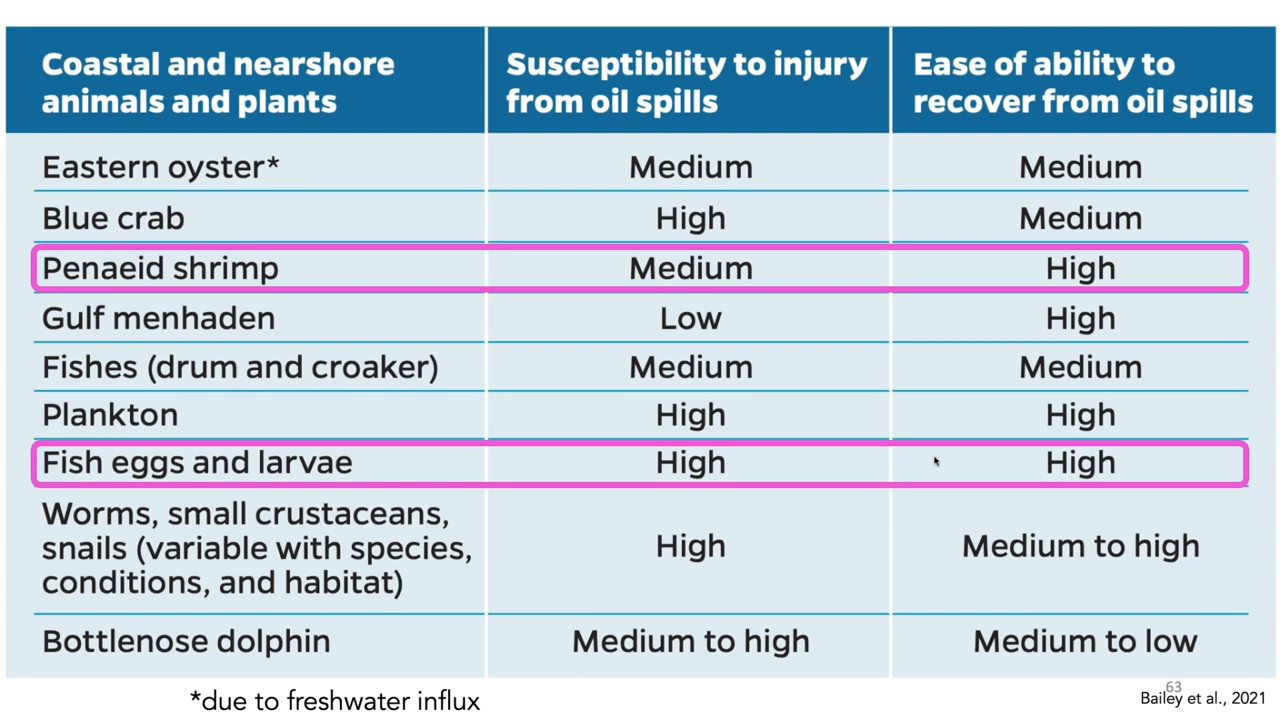 Coastal and nearshore
animals and plants
Susceptibility to injury
from oil spills
Ease of ability to
recover from oil spills
Eastern oyster* Medium Medium
Blue crab High Medium
Penaeid shrimp Medium High
Gulf menhaden Low High
Fishes (drum and croaker) Medium Medium
Plankton High High
Fish eggs and larvae High High
Worms, small crustaceans,
snails (variable with species,
conditions, and habitat)
High Medium to high
Bottlenose dolphin Medium to high Medium to low
*due to freshwater influx
63
Bailey et al., 2021